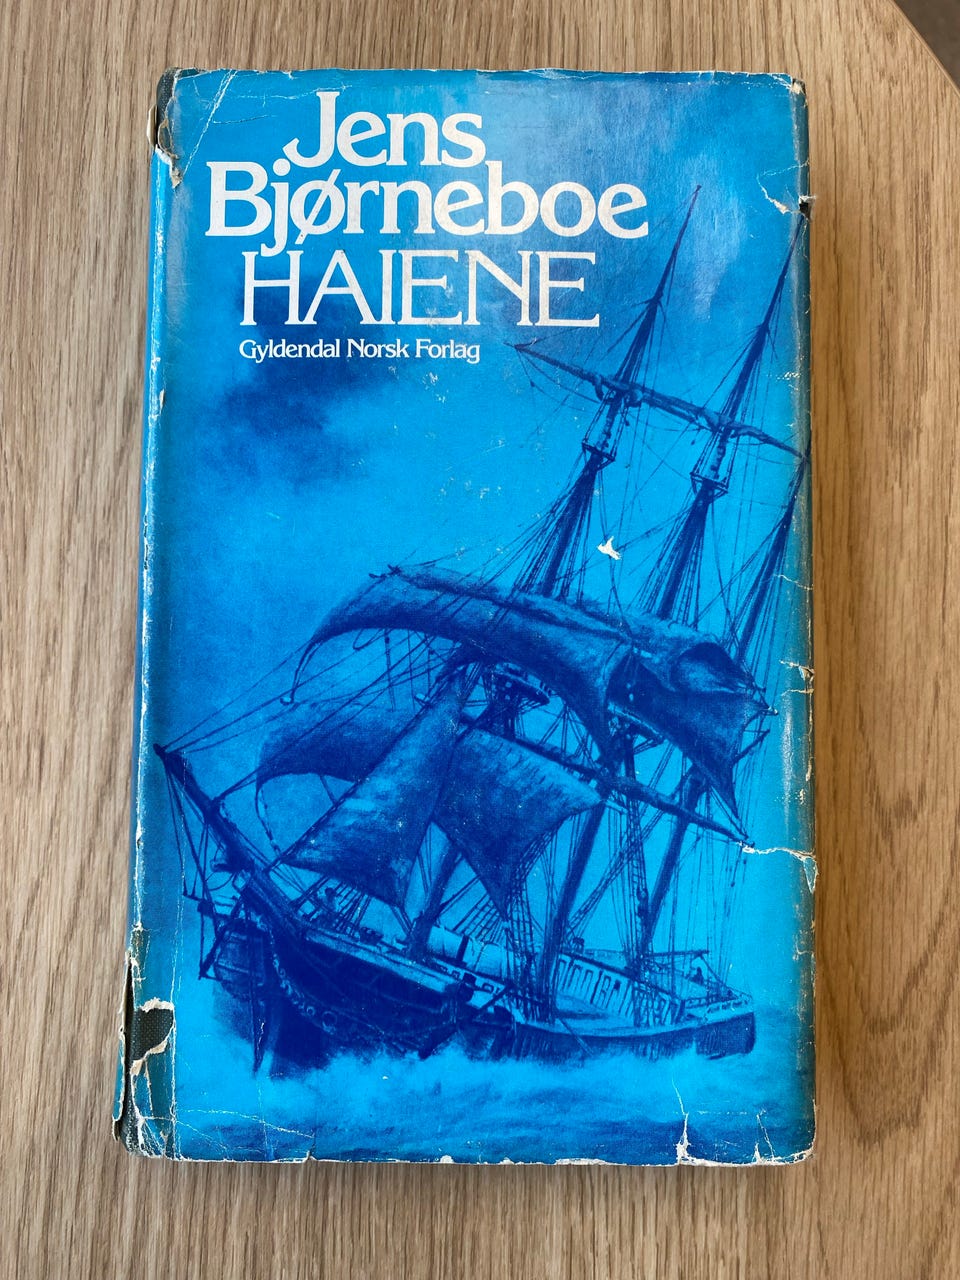 Jens
Bjørneboe
HAIENE
Gyldendal Norsk Forlag